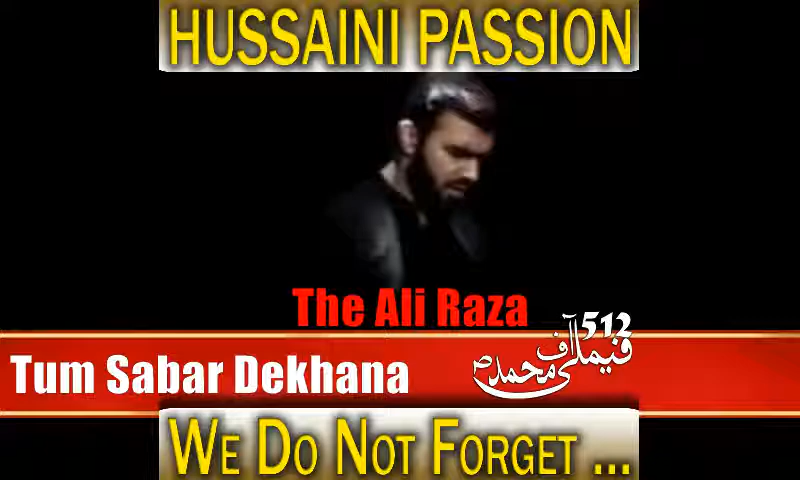 HUSSAINI PASSION
The Ali Raza
512
فیملی آف محمدؐ
Tum Sabar Dekhana
WE DO NOT FORGET ...